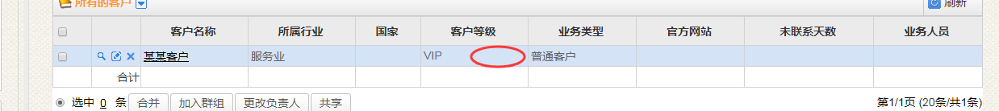 所有的客户 刷新
客户名称 所属行业 国家 客户等级 业务类型 官方网站 未联系天数 业务人员
某某客户 服务业 VIP 普通客户
合计
选中 0 条 合并 加入群组 更改负责人 共享 第1/1页 (20条/共1条)